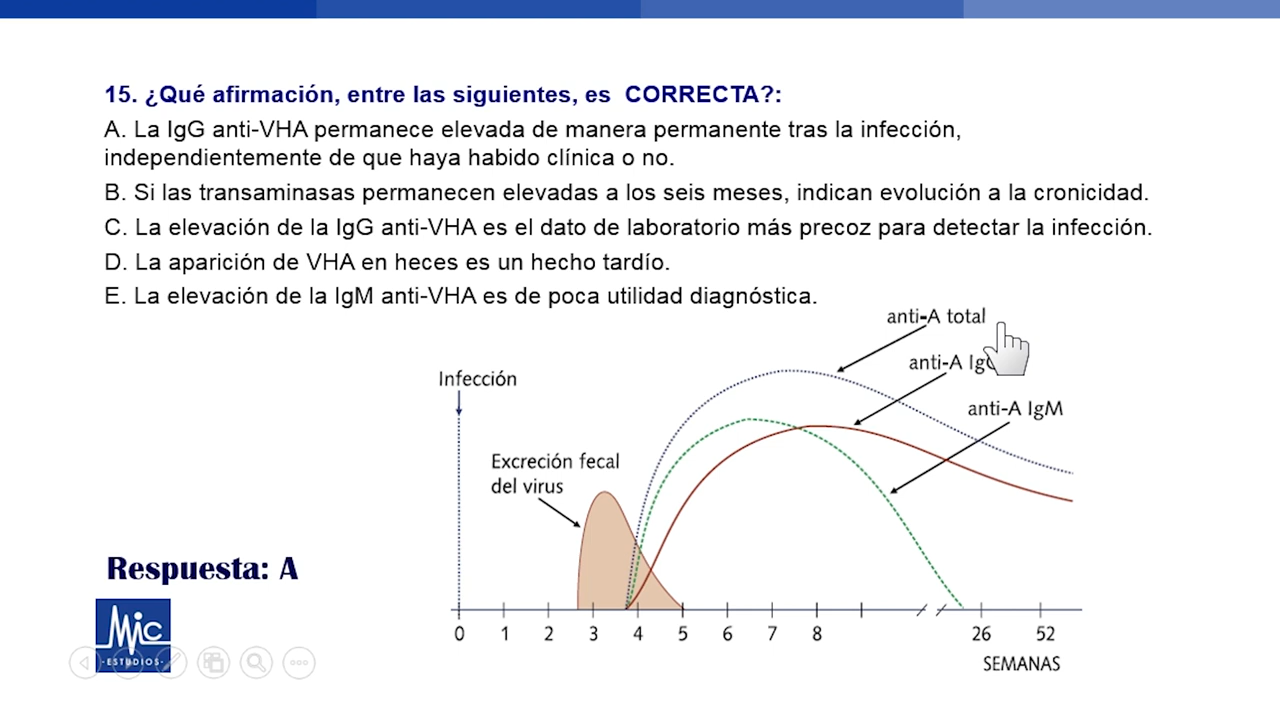 15. ¿Qué afirmación, entre las siguientes, es CORRECTA?:
A. La IgG anti-VHA permanece elevada de manera permanente tras la infección,
independientemente de que haya habido clínica o no.
B. Si las transaminasas permanecen elevadas a los seis meses, indican evolución a la cronicidad.
C. La elevación de la IgG anti-VHA es el dato de laboratorio más precoz para detectar la infección.
D. La aparición de VHA en heces es un hecho tardío.
E. La elevación de la IgM anti-VHA es de poca utilidad diagnóstica.
anti-A total
anti-A
Infección
anti-A IgM
Excreción fecal
del virus
Respuesta: A
MIC
·ESTUDIOS·
0 1 2 3 4 5 6 7 8 26 52
SEMANAS